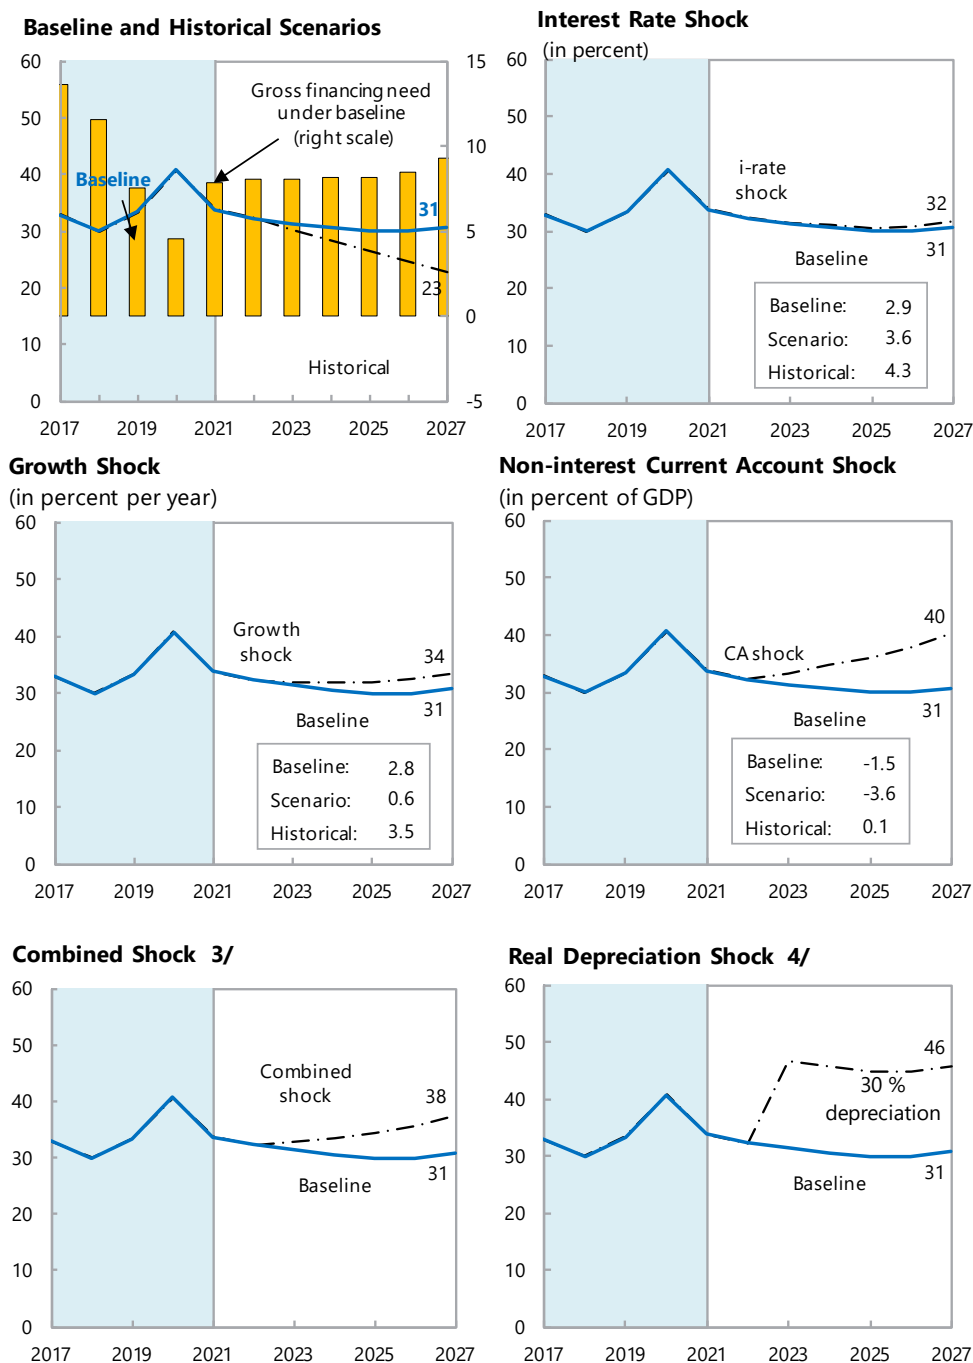 Baseline and Historical Scenarios
60
50
40
30
20
10
0
15
10
5
0
-5
Gross financing need
under baseline
(right scale)
Baseline
31
23
Historical
2017 2019 2021 2023 2025 2027
Interest Rate Shock
(in percent)
60
50
40
30
20
10
0
i-rate
shock
32
31
Baseline
Baseline: 2.9
Scenario: 3.6
Historical: 4.3
2017 2019 2021 2023 2025 2027
Growth Shock
(in percent per year)
60
50
40
30
20
10
0
Growth
shock
34
31
Baseline
Baseline: 2.8
Scenario: 0.6
Historical: 3.5
2017 2019 2021 2023 2025 2027
Non-interest Current Account Shock
(in percent of GDP)
60
50
40
30
20
10
0
CA shock
40
31
Baseline
Baseline: -1.5
Scenario: -3.6
Historical: 0.1
2017 2019 2021 2023 2025 2027
Combined Shock 3/
60
50
40
30
20
10
0
Combined
shock
38
31
Baseline
2017 2019 2021 2023 2025 2027
Real Depreciation Shock 4/
60
50
40
30
20
10
0
46
30 %
depreciation
31
Baseline
2017 2019 2021 2023 2025 2027